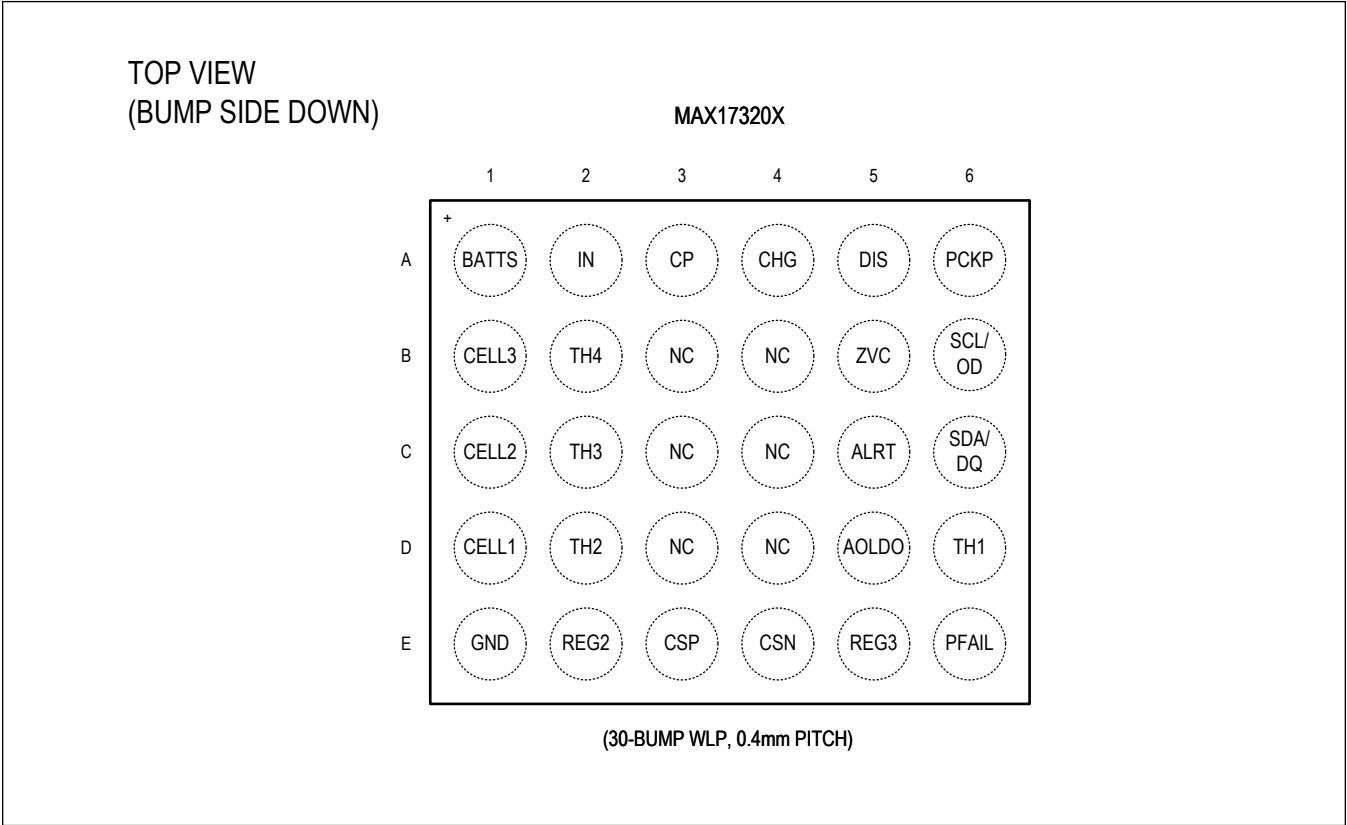 TOP VIEW
(BUMP SIDE DOWN)
MAX17320X
1 2 3 4 5 6
+
A BATTS IN CP CHG DIS PCKP
B CELL3 TH4 NC NC ZVC SCL/
OD
C CELL2 TH3 NC NC ALRT SDA/
DQ
D CELL1 TH2 NC NC AOLDO TH1
E GND REG2 CSP CSN REG3 PFAIL
(30-BUMP WLP, 0.4mm PITCH)